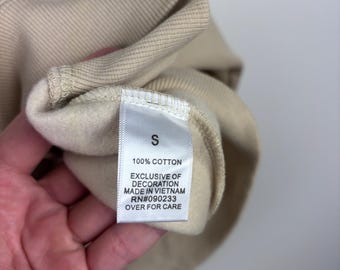 S
100% COTTON
EXCLUSIVE OF
DECORATION
MADE IN VIETNAM
RN#090233
OVER FOR CARE